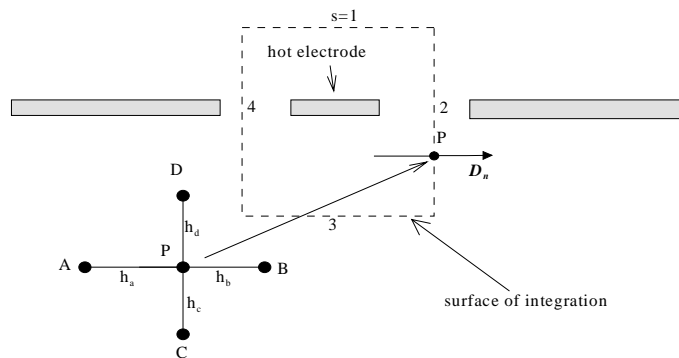 s=1
hot electrode
4
2
P
D
D_n
3
h_d
A
P
B
h_a
h_b
h_c
surface of integration
C